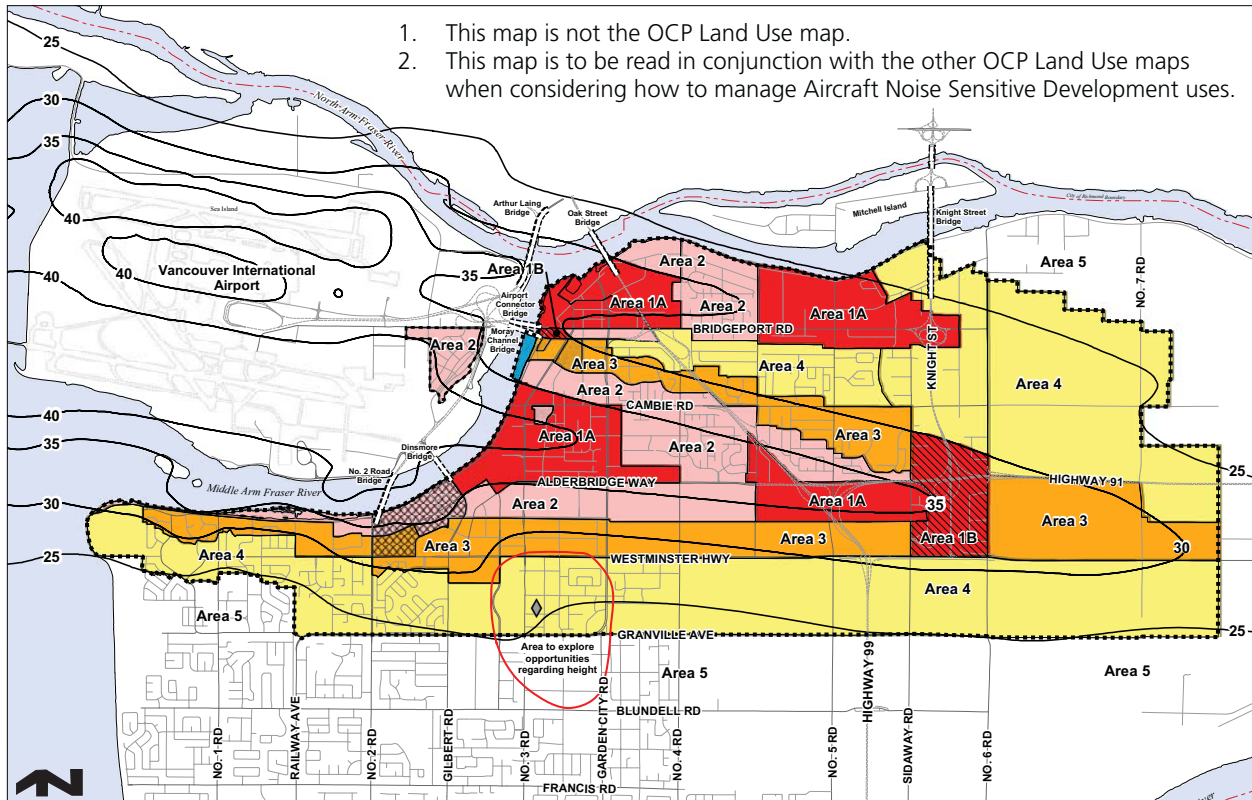 1. This map is not the OCP Land Use map.
2. This map is to be read in conjunction with the other OCP Land Use maps
when considering how to manage Aircraft Noise Sensitive Development uses.
25
30
35
40
40
40
35
North Arm Fraser River
Sea Island
Vancouver International
Airport
Arthur Laing
Bridge
Oak Street
Bridge
Mitchell Island
Knight Street
Bridge
City of Richmond Boundary
Area 5
NO. 7 RD
Area 1B
Airport
Connector
Bridge
Moray
Channel
Bridge
Area 2
Area 1A
Area 2
Area 1A
BRIDGEPORT RD
KNIGHT ST
Area 2
Area 3
Area 4
Area 4
Area 2
CAMBIE RD
Area 1A
Area 2
Area 3
40
35
Dinsmore
Bridge
No. 2 Road
Bridge
Middle Arm Fraser River
30
25
ALDERBRIDGE WAY
Area 2
Area 1A
35
HIGHWAY 91
25
Area 3
Area 3
Area 3
Area 1B
30
WESTMINSTER HWY
Area 4
Area 4
Area 5
GRANVILLE AVE
25
Area to explore
opportunities
regarding height
Area 5
Area 5
BLUNDELL RD
NO. 1 RD
RAILWAY AVE
NO. 2 RD
GILBERT RD
NO. 3 RD
GARDEN CITY RD
NO. 4 RD
NO. 5 RD
HIGHWAY 99
SIDAWAY RD
NO. 6 RD
FRANCIS RD
N